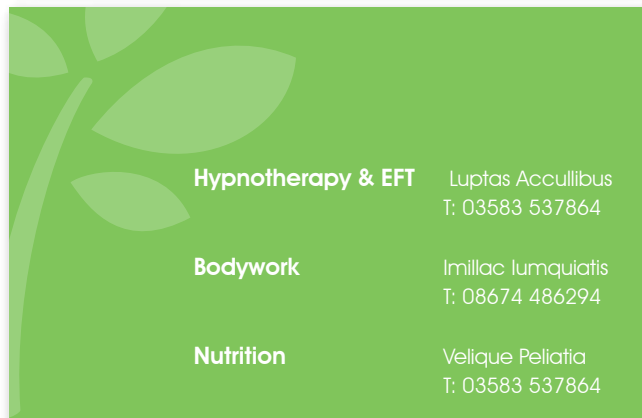 Hypnotherapy & EFT Luptas Accullibus
T: 03583 537864
Bodywork Imillac Iumquiatis
T: 08674 486294
Nutrition Velique Peliatia
T: 03583 537864